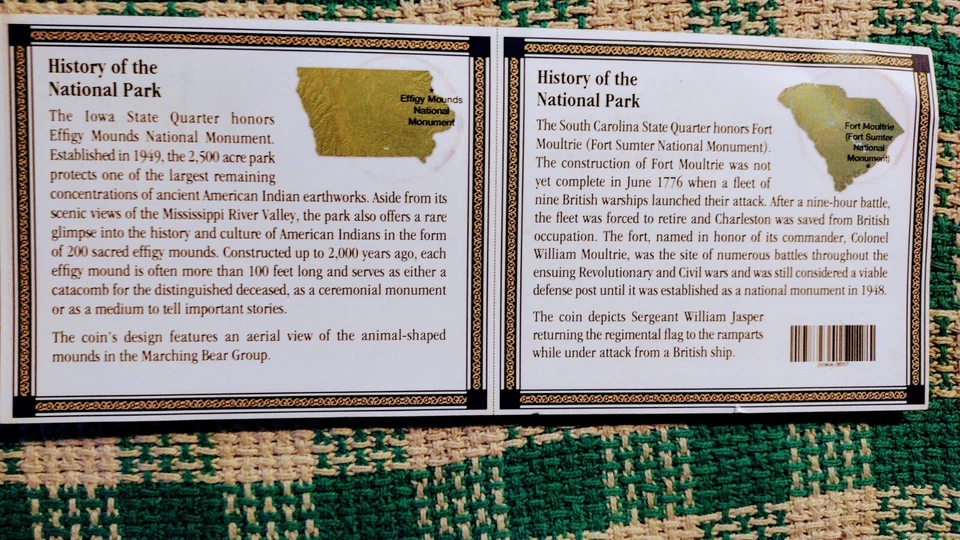 History of the
National Park
The Iowa State Quarter honors
Effigy Mounds National Monument.
Established in 1949, the 2,500 acre park
protects one of the largest remaining
concentrations of ancient American Indian earthworks. Aside from its
scenic views of the Mississippi River Valley, the park also offers a rare
glimpse into the history and culture of American Indians in the form
of 200 sacred effigy mounds. Constructed up to 2,000 years ago, each
effigy mound is often more than 100 feet long and serves as either a
catacomb for the distinguished deceased, as a ceremonial monument
or as a medium to tell important stories.
The coin's design features an aerial view of the animal-shaped
mounds in the Marching Bear Group.
Effigy Mounds
National
Monument
History of the
National Park
The South Carolina State Quarter honors Fort
Moultrie (Fort Sumter National Monument).
The construction of Fort Moultrie was not
yet complete in June 1776 when a fleet of
nine British warships launched their attack. After a nine-hour battle,
the fleet was forced to retire and Charleston was saved from British
occupation. The fort, named in honor of its commander, Colonel
William Moultrie, was the site of numerous battles throughout the
ensuing Revolutionary and Civil wars and was still considered a viable
defense post until it was established as a national monument in 1948.
The coin depicts Sergeant William Jasper
returning the regimental flag to the ramparts
while under attack from a British ship.
Fort Moultrie
(Fort Sumter
National
Monument)